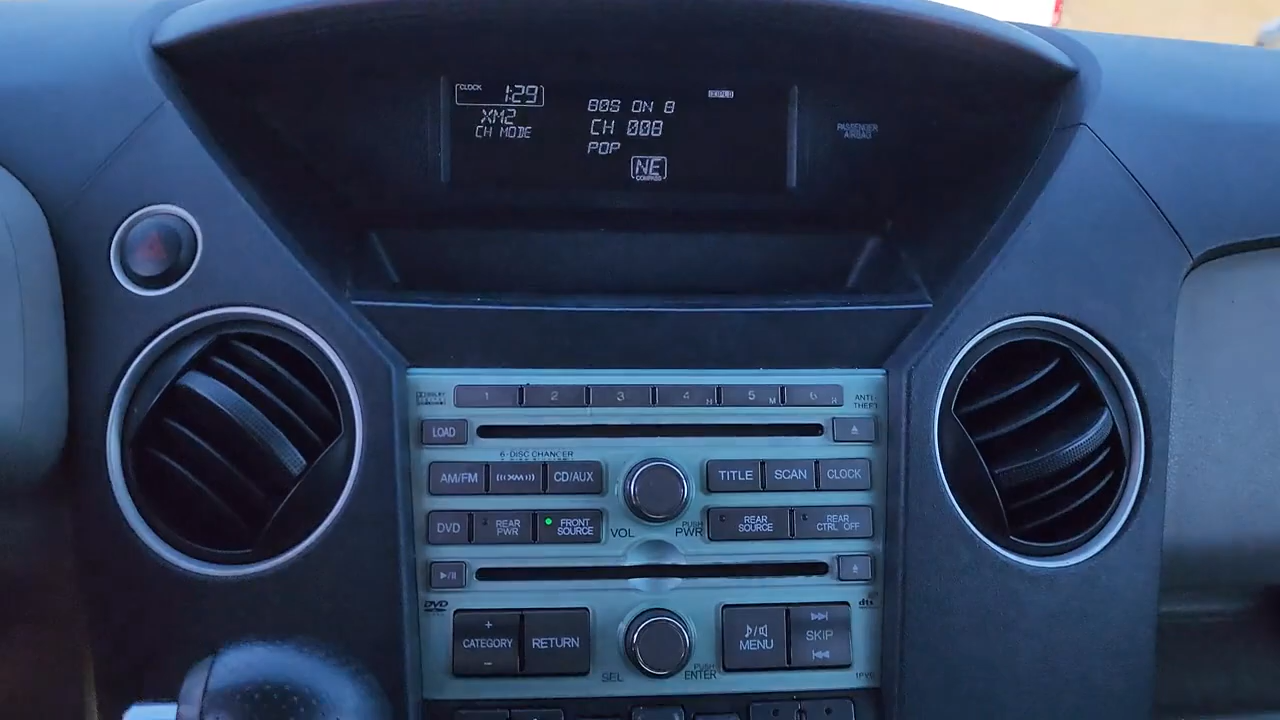 CLOCK 1:29
XM2
CH MODE
80S ON 8
CH 008
POP
NE
COMPASS
PASSENGER
AIRBAG
1 2 3 4 5 6
ANTI-
THEFT
LOAD
6-DISC CHANGER
AM/FM XM CD/AUX
TITLE SCAN CLOCK
DVD
REAR
PWR
FRONT
SOURCE
VOL
PUSH
PWR
REAR
SOURCE
REAR
CTRL OFF
DVD
dts
CATEGORY
RETURN
SEL
PUSH
ENTER
MENU
SKIP